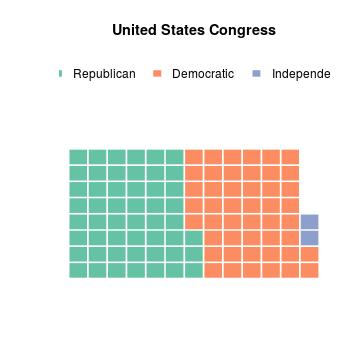 United States Congress
Republican Democratic Independe